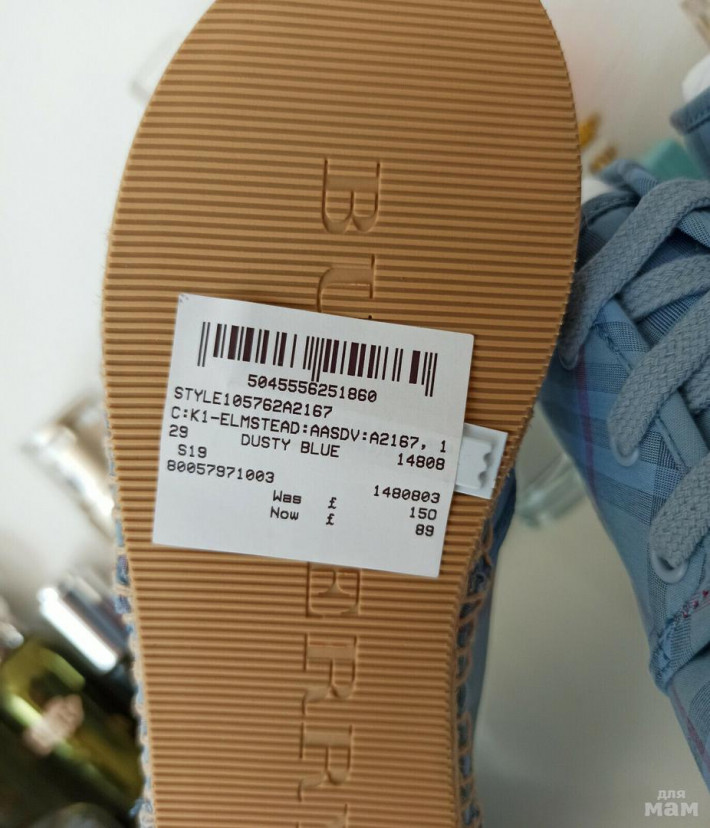 BU
5045556251860
STYLE105762A2167
C:K1-ELMSTEAD:AASDV:A2167, 1
29 DUSTY BLUE 14808
S19
80057971003 1480803
Was £ 150
Now £ 89
ERRY
для
мам